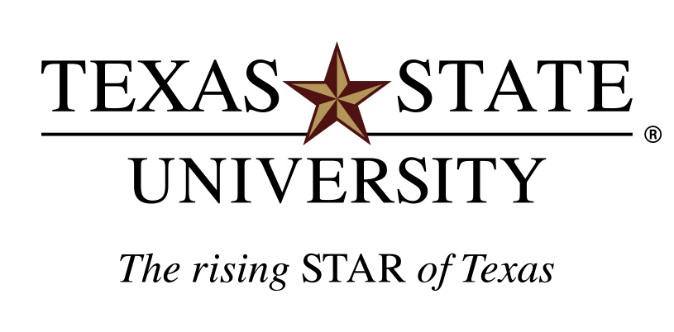 TEXAS STATE
®
UNIVERSITY
The rising STAR of Texas